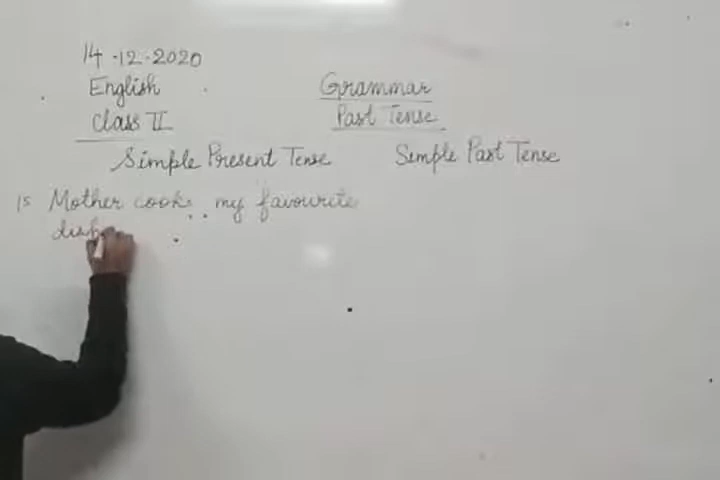 14-12-2020
English
Grammar
Class II
Past Tense
Simple Present Tense
Simple Past Tense
1. Mother cooks my favourite
dish